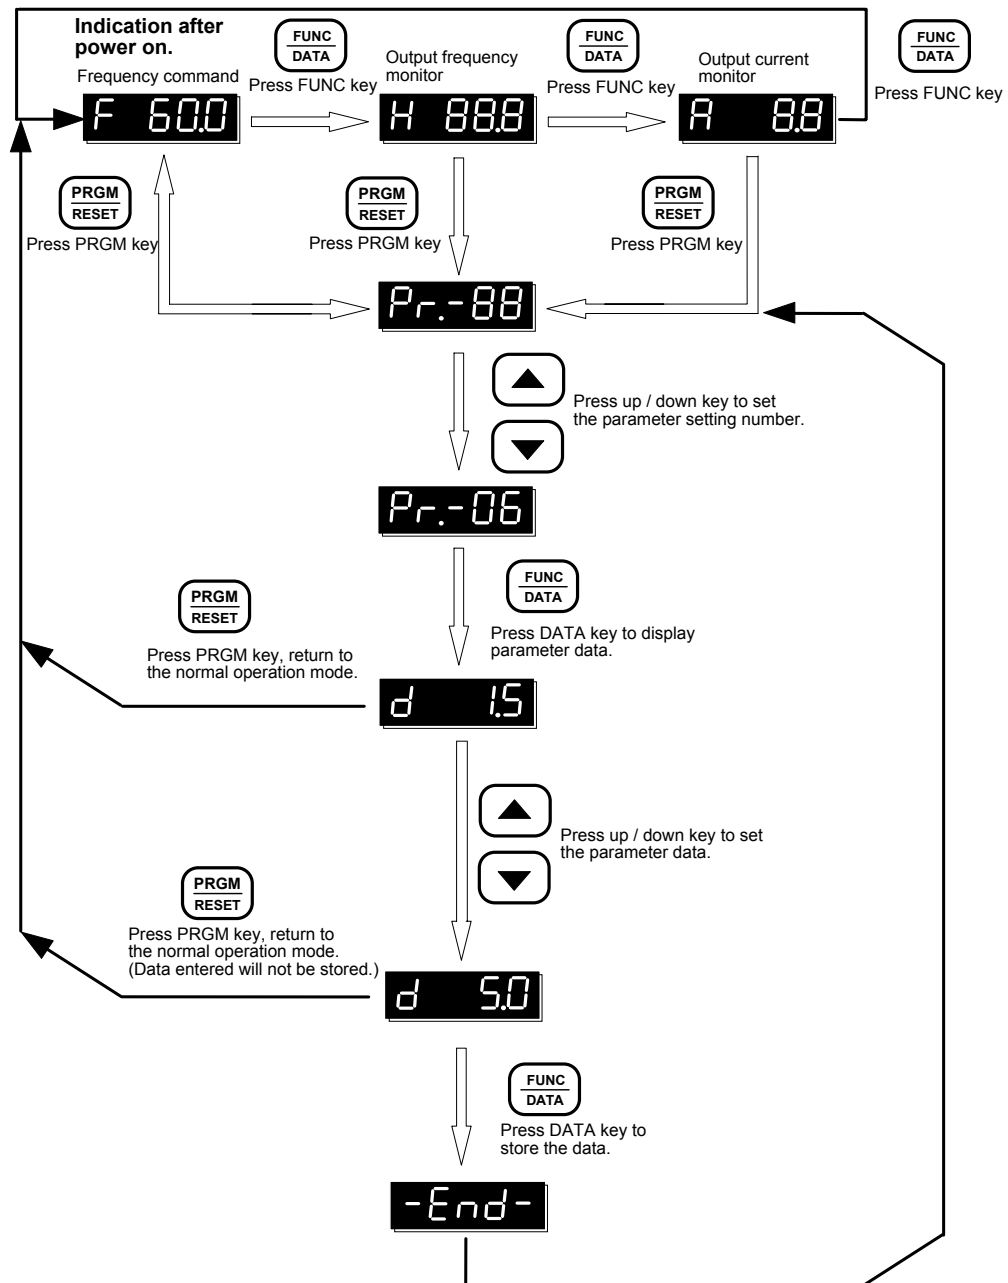 Indication after
power on.
Frequency command
F 60.0
FUNC
DATA
Press FUNC key
Output frequency
monitor
H 88.8
FUNC
DATA
Press FUNC key
Output current
monitor
A 8.8
FUNC
DATA
Press FUNC key
PRGM
RESET
Press PRGM key
PRGM
RESET
Press PRGM key
PRGM
RESET
Press PRGM key
Pr.-88
Press up / down key to set
the parameter setting number.
Pr.-06
FUNC
DATA
Press DATA key to display
parameter data.
PRGM
RESET
Press PRGM key, return to
the normal operation mode.
d 1.5
Press up / down key to set
the parameter data.
PRGM
RESET
Press PRGM key, return to
the normal operation mode.
(Data entered will not be stored.)
d 5.0
FUNC
DATA
Press DATA key to
store the data.
-End-